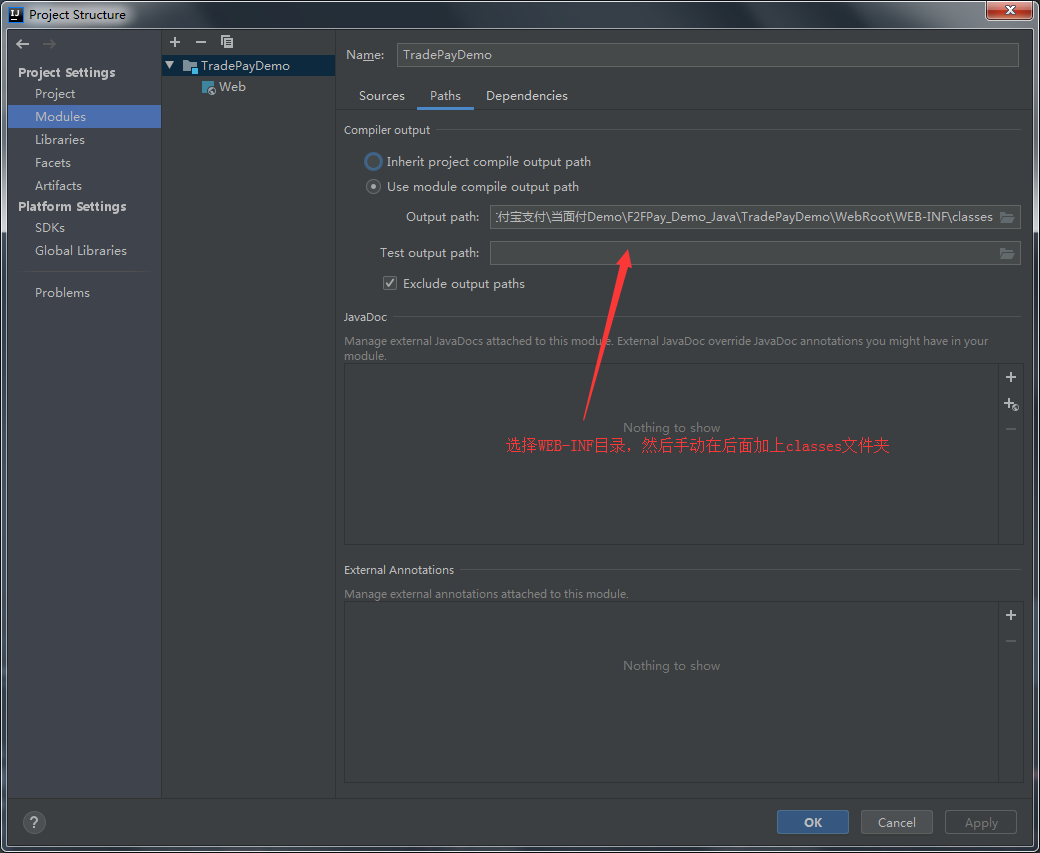 Project Structure
Project Settings
Project
Modules
Libraries
Facets
Artifacts
Platform Settings
SDKs
Global Libraries
Problems
TradePayDemo
Web
Name: TradePayDemo
Sources Paths Dependencies
Compiler output
Inherit project compile output path
Use module compile output path
Output path: 付宝支付\当面付Demo\F2FPay_Demo_Java\TradePayDemo\WebRoot\WEB-INF\classes
Test output path:
Exclude output paths
JavaDoc
Manage external JavaDocs attached to this module. External JavaDoc override JavaDoc annotations you might have in your
module.
Nothing to show
选择WEB-INF目录，然后手动在后面加上classes文件夹
External Annotations
Manage external annotations attached to this module.
Nothing to show
?
OK Cancel Apply